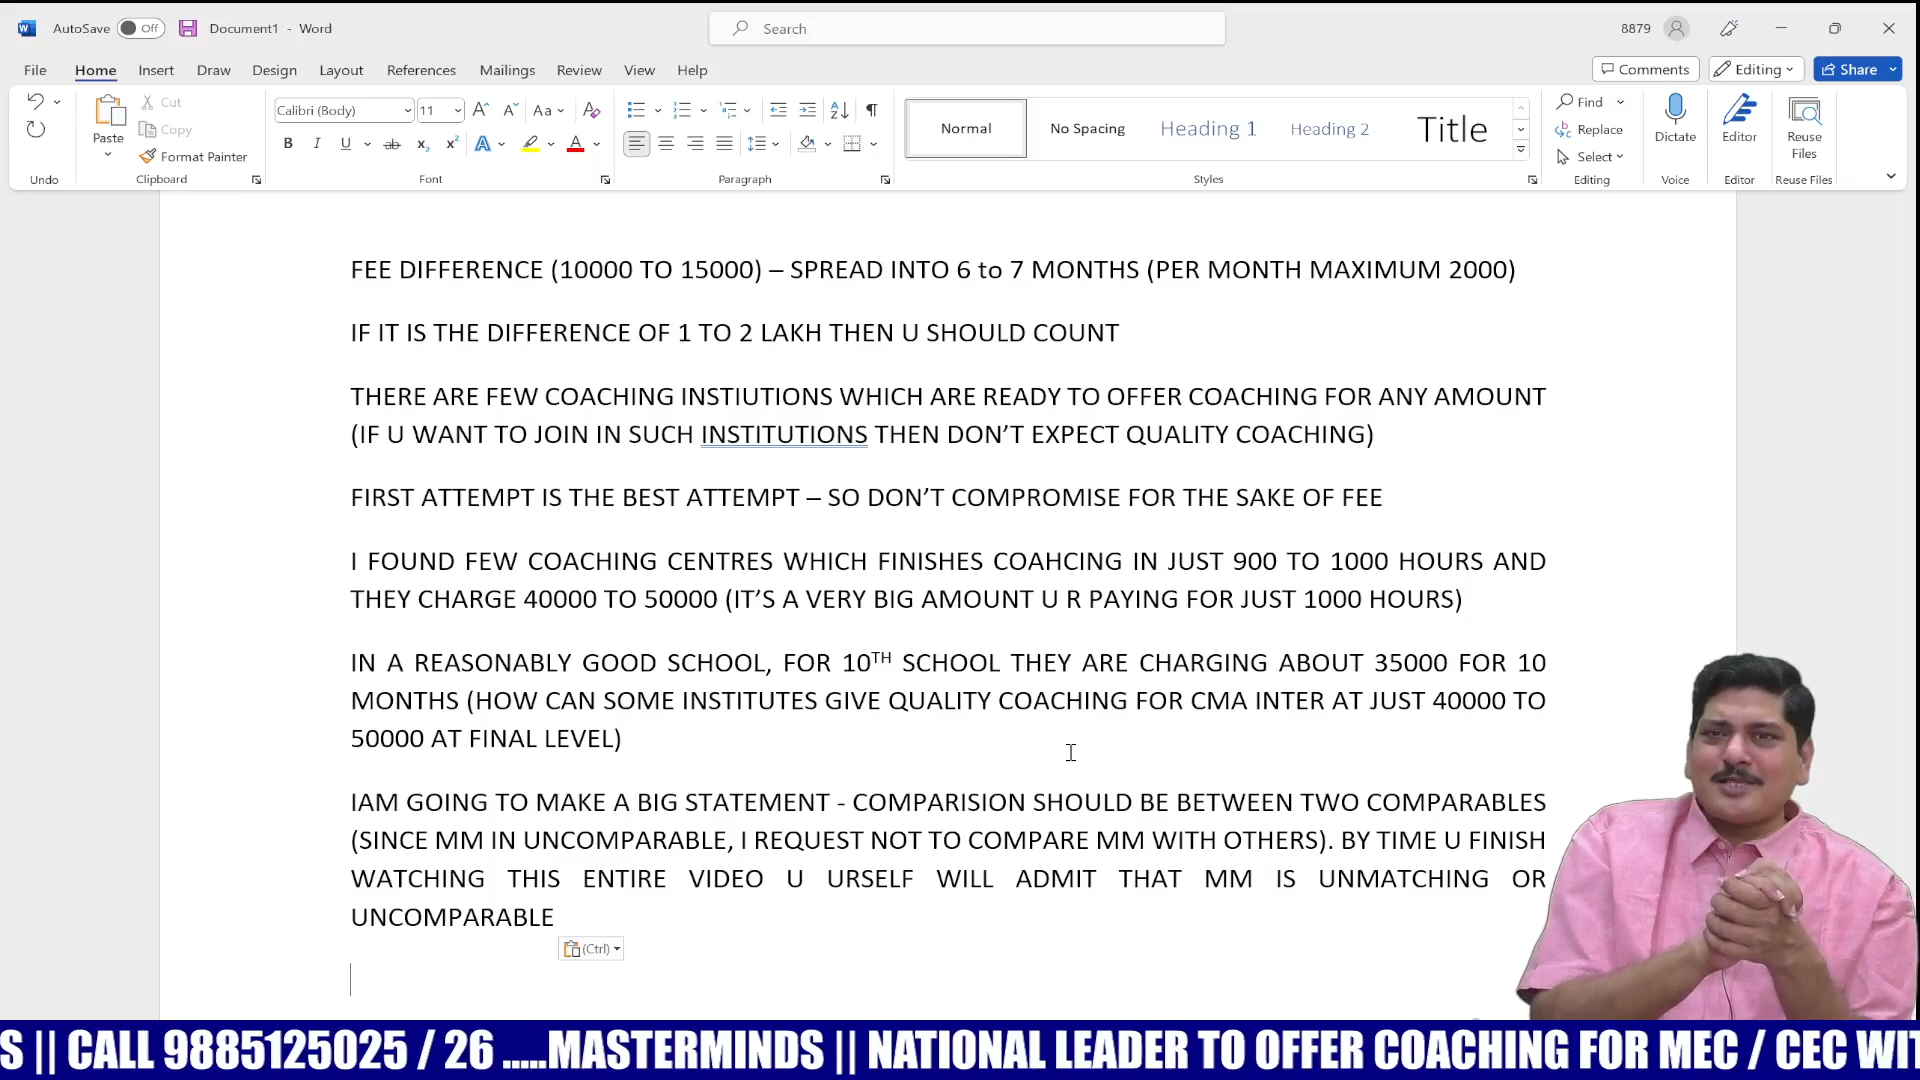 AutoSave Off Document1 - Word Search 8879
File Home Insert Draw Design Layout References Mailings Review View Help Comments Editing Share
Paste Cut Copy Format Painter
Calibri (Body) 11 Aa
Normal No Spacing Heading 1 Heading 2 Title
Find Replace Select Dictate Editor Reuse Files
Undo Clipboard Font Paragraph Styles Editing Voice Editor Reuse Files
FEE DIFFERENCE (10000 TO 15000) – SPREAD INTO 6 to 7 MONTHS (PER MONTH MAXIMUM 2000)
IF IT IS THE DIFFERENCE OF 1 TO 2 LAKH THEN U SHOULD COUNT
THERE ARE FEW COACHING INSTIUTIONS WHICH ARE READY TO OFFER COACHING FOR ANY AMOUNT
(IF U WANT TO JOIN IN SUCH INSTITUTIONS THEN DON’T EXPECT QUALITY COACHING)
FIRST ATTEMPT IS THE BEST ATTEMPT – SO DON’T COMPROMISE FOR THE SAKE OF FEE
I FOUND FEW COACHING CENTRES WHICH FINISHES COAHCING IN JUST 900 TO 1000 HOURS AND
THEY CHARGE 40000 TO 50000 (IT’S A VERY BIG AMOUNT U R PAYING FOR JUST 1000 HOURS)
IN A REASONABLY GOOD SCHOOL, FOR 10TH SCHOOL THEY ARE CHARGING ABOUT 35000 FOR 10
MONTHS (HOW CAN SOME INSTITUTES GIVE QUALITY COACHING FOR CMA INTER AT JUST 40000 TO
50000 AT FINAL LEVEL)
IAM GOING TO MAKE A BIG STATEMENT - COMPARISION SHOULD BE BETWEEN TWO COMPARABLES
(SINCE MM IN UNCOMPARABLE, I REQUEST NOT TO COMPARE MM WITH OTHERS). BY TIME U FINISH
WATCHING THIS ENTIRE VIDEO U URSELF WILL ADMIT THAT MM IS UNMATCHING OR
UNCOMPARABLE
(Ctrl)
S || CALL 9885125025 / 26 .....MASTERMINDS || NATIONAL LEADER TO OFFER COACHING FOR MEC / CEC WIT